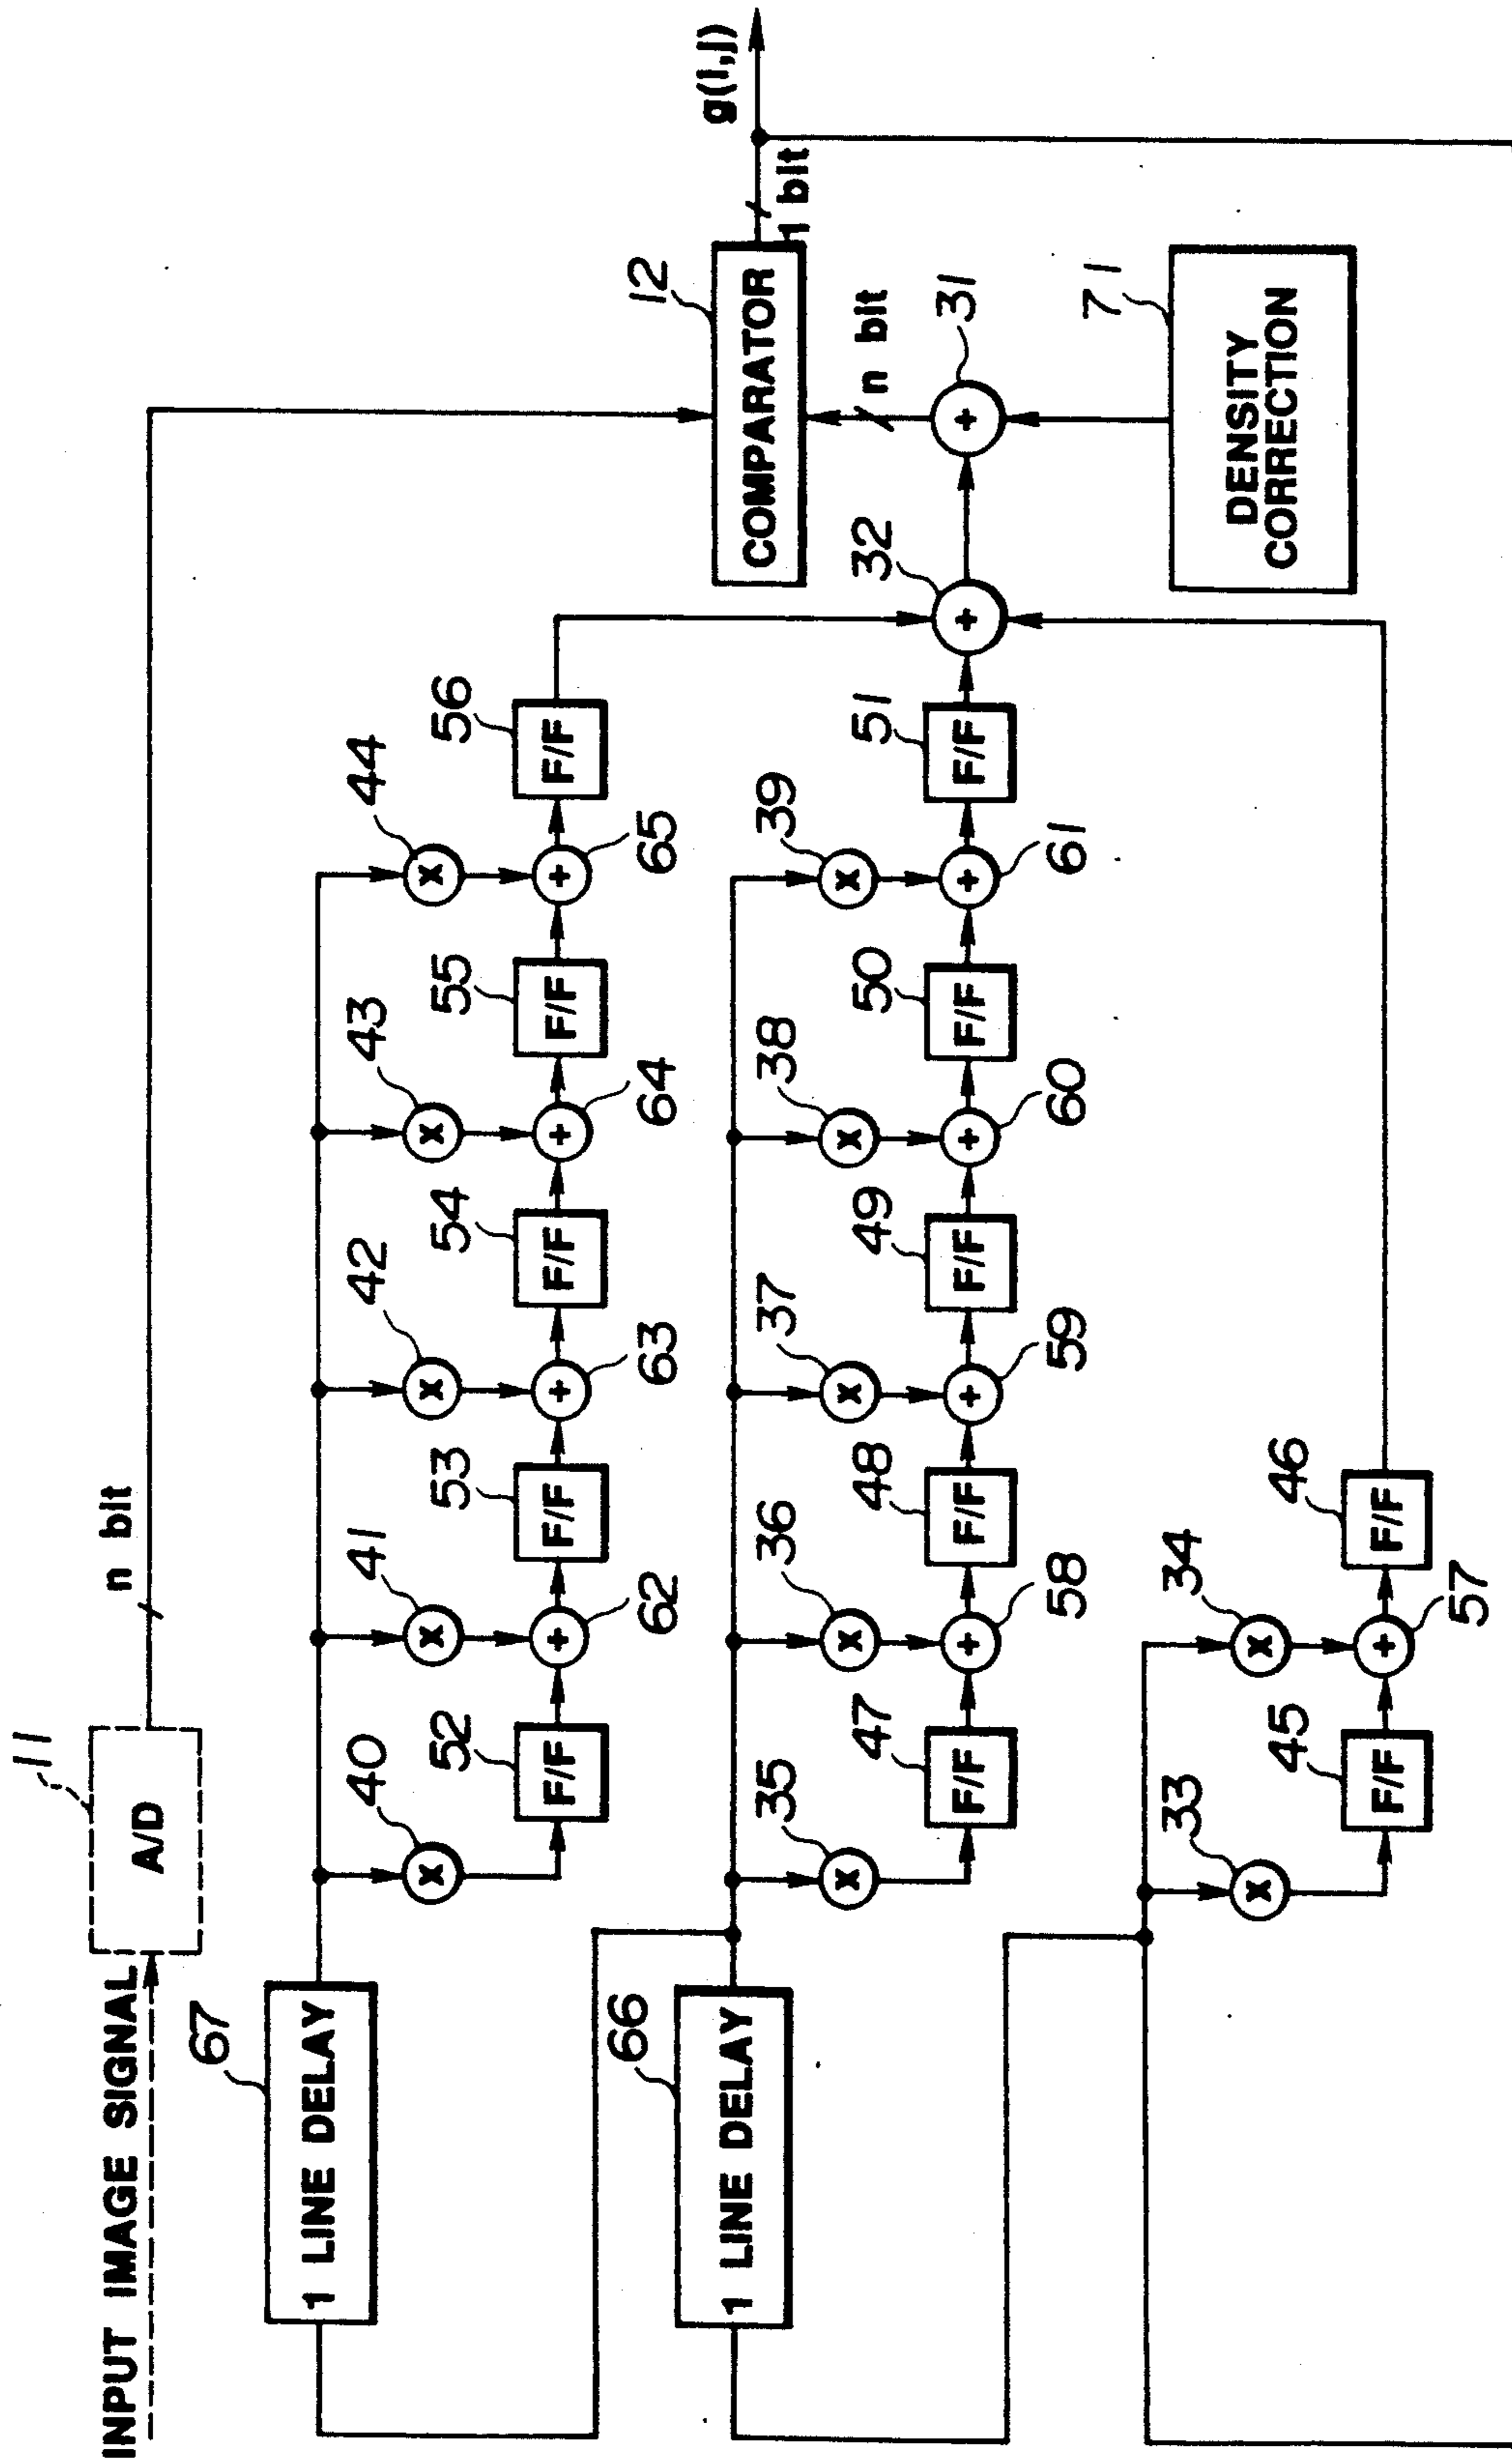 INPUT IMAGE SIGNAL
11
A/D
n bit
67
1 LINE DELAY
40
41
42
43
44
52
F/F
53
F/F
54
F/F
55
F/F
56
F/F
62
63
64
65
12
COMPARATOR
1 bit
g(i,j)
66
1 LINE DELAY
35
36
37
38
39
47
F/F
48
F/F
49
F/F
50
F/F
51
F/F
58
59
60
61
32
31
n bit
33
34
45
F/F
46
F/F
57
71
DENSITY
CORRECTION